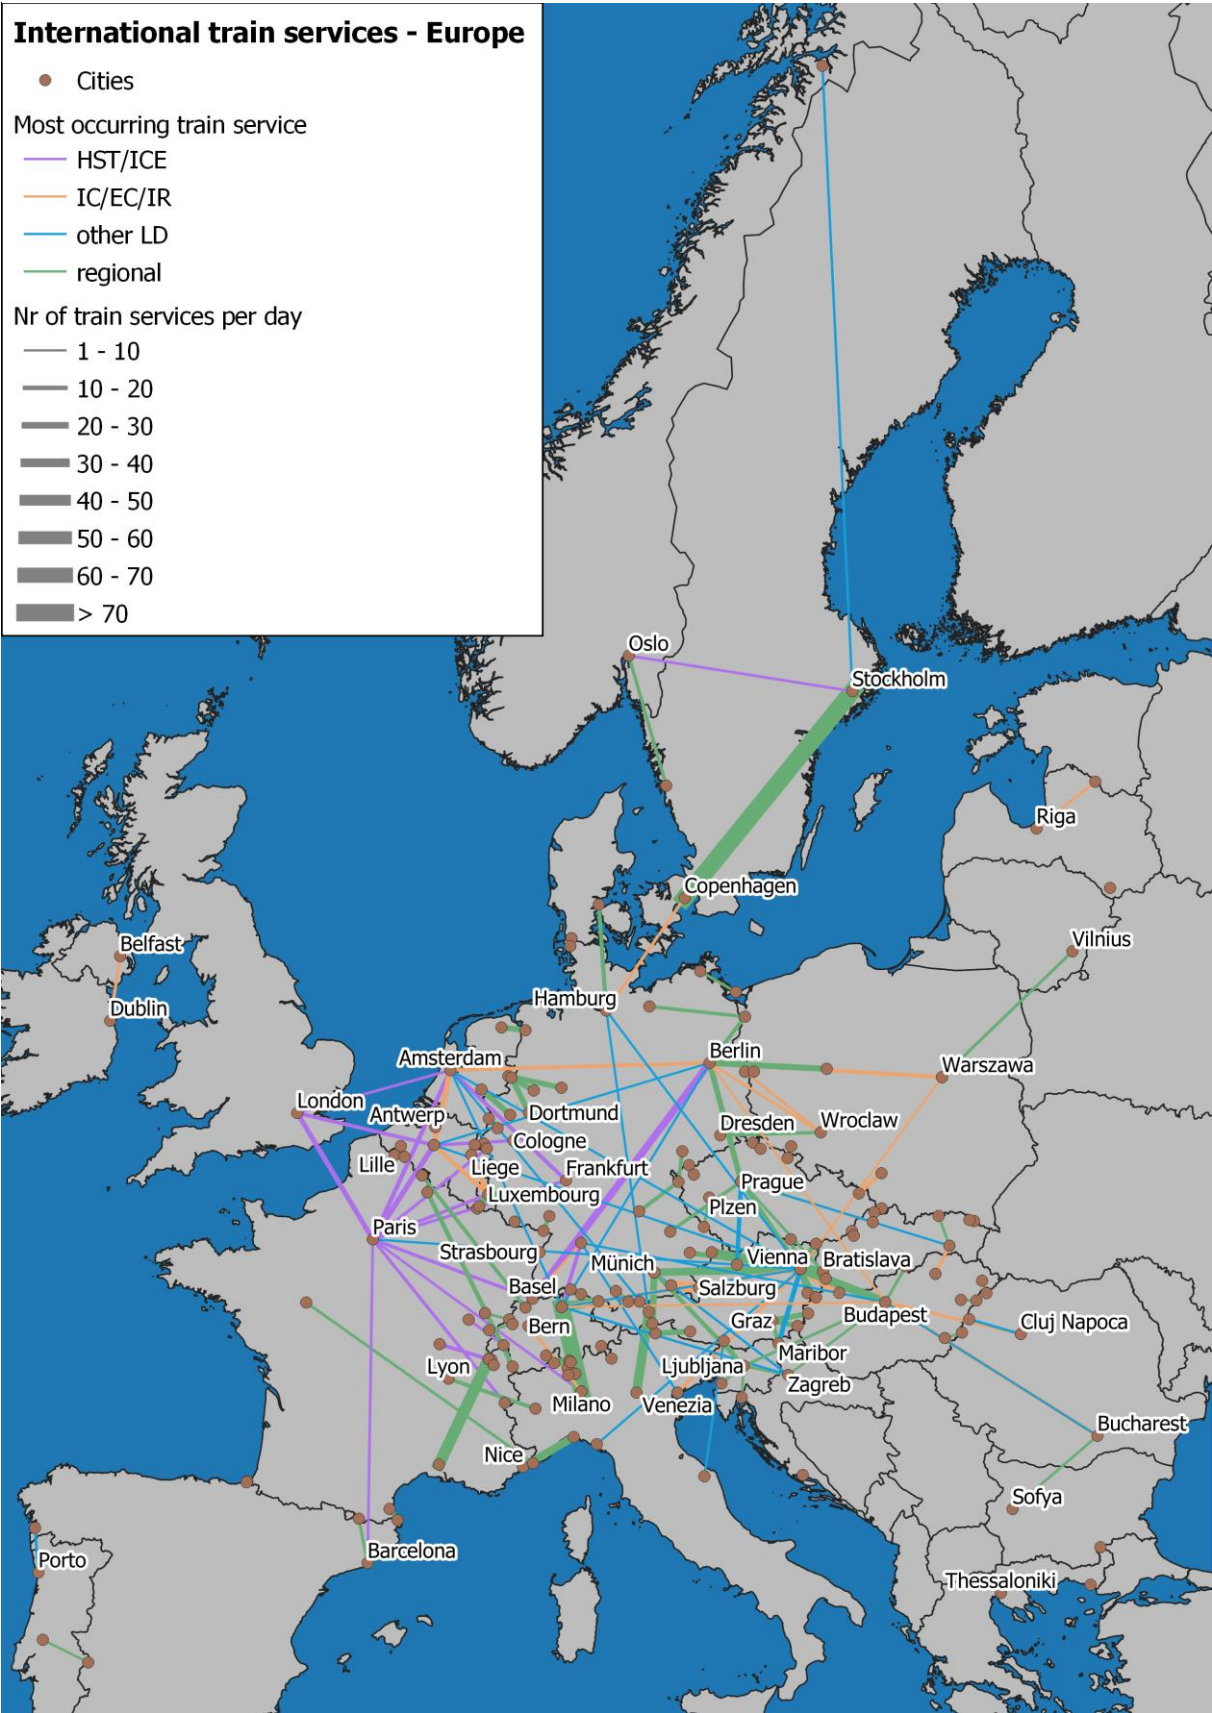 International train services - Europe
Cities
Most occurring train service
HST/ICE
IC/EC/IR
other LD
regional
Nr of train services per day
1 - 10
10 - 20
20 - 30
30 - 40
40 - 50
50 - 60
60 - 70
> 70
Oslo
Stockholm
Riga
Copenhagen
Belfast
Vilnius
Hamburg
Dublin
Berlin
Amsterdam
Warszawa
London
Antwerp
Dortmund
Dresden
Wroclaw
Cologne
Lille
Liege
Frankfurt
Prague
Luxembourg
Plzen
Paris
Strasbourg
Münich
Vienna
Bratislava
Basel
Salzburg
Budapest
Bern
Graz
Cluj Napoca
Maribor
Lyon
Ljubljana
Zagreb
Milano
Venezia
Bucharest
Nice
Sofya
Barcelona
Porto
Thessaloniki